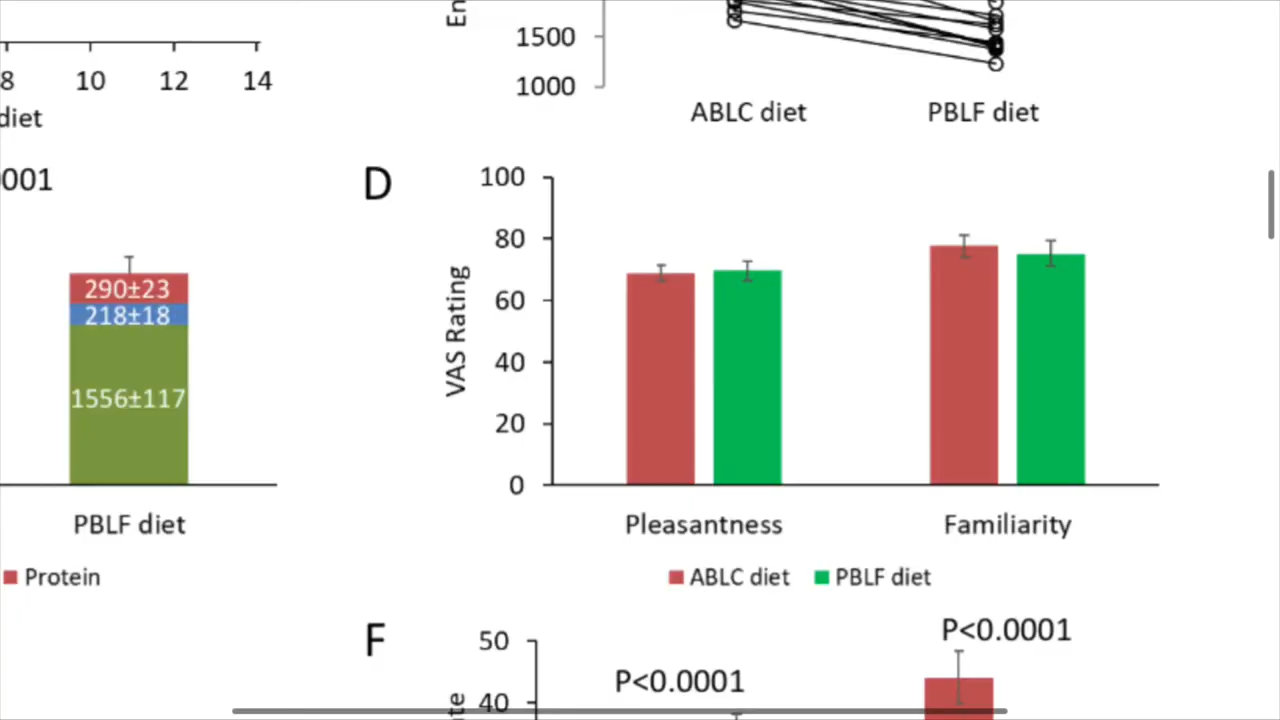 En
1500
1000
ABLC diet
PBLF diet
8
10
12
14
diet
0001
290±23
218±18
1556±117
PBLF diet
Protein
D
100
80
60
40
20
0
VAS Rating
Pleasantness
Familiarity
ABLC diet
PBLF diet
F
50
40
te
P<0.0001
P<0.0001